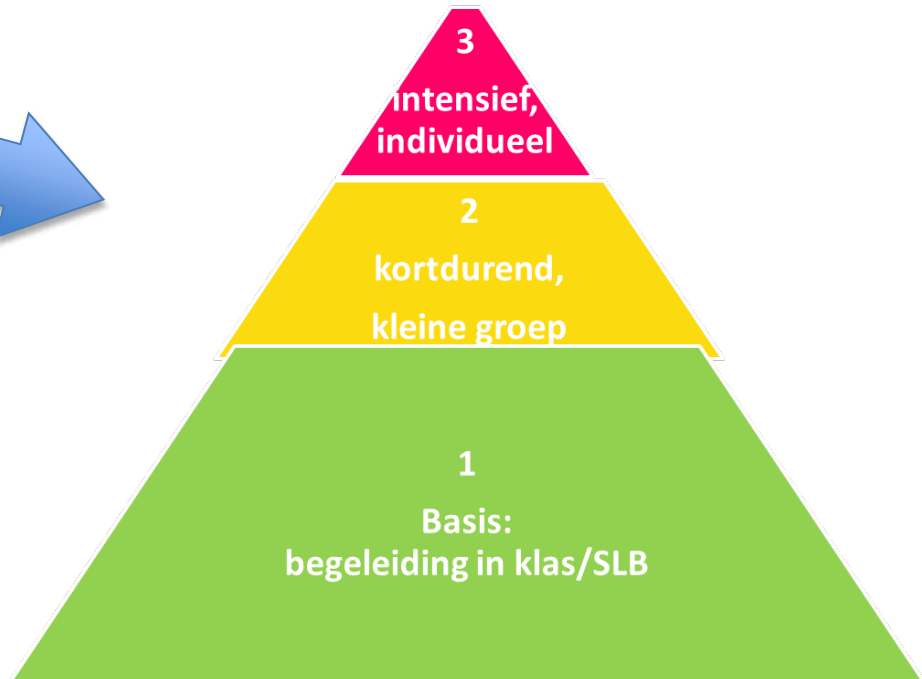 3
intensief,
individueel
2
kortdurend,
kleine groep
1
Basis:
begeleiding in klas/SLB